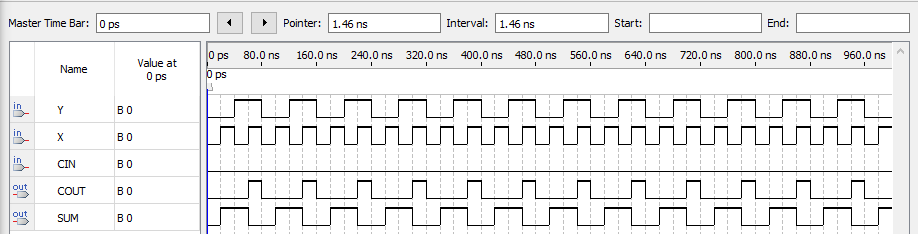 Master Time Bar: 0 ps Pointer: 1.46 ns Interval: 1.46 ns Start: End:
Name Value at 0 ps
0 ps 80.0 ns 160.0 ns 240.0 ns 320.0 ns 400.0 ns 480.0 ns 560.0 ns 640.0 ns 720.0 ns 800.0 ns 880.0 ns 960.0 ns
0 ps
in Y B 0
in X B 0
in CIN B 0
out COUT B 0
out SUM B 0